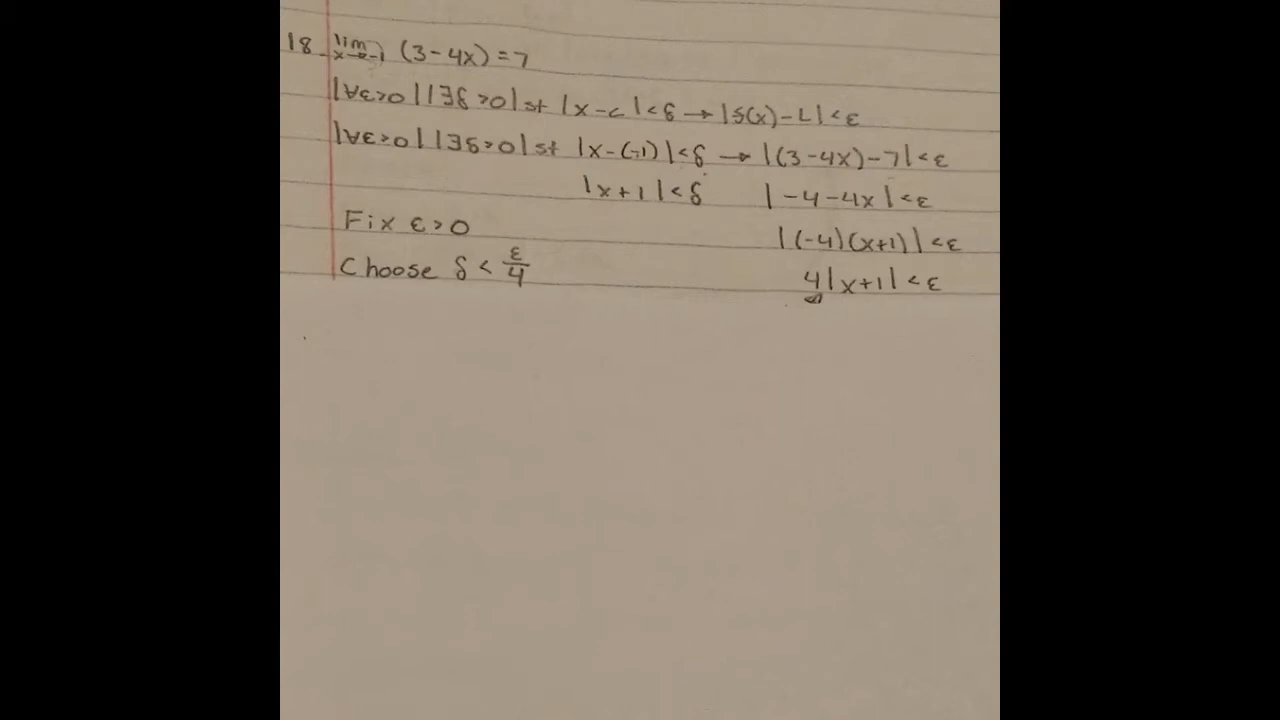 18 lim x→-1 (3-4x)=7
|∀ε>0||∃δ>0|st |x-c|<δ → |f(x)-L|<ε
|∀ε>0||∃δ>0|st |x-(-1)|<δ → |(3-4x)-7|<ε
|x+1|<δ |-4-4x|<ε
Fix ε>0 |(-4)(x+1)|<ε
Choose δ < ε/4 4|x+1|<ε